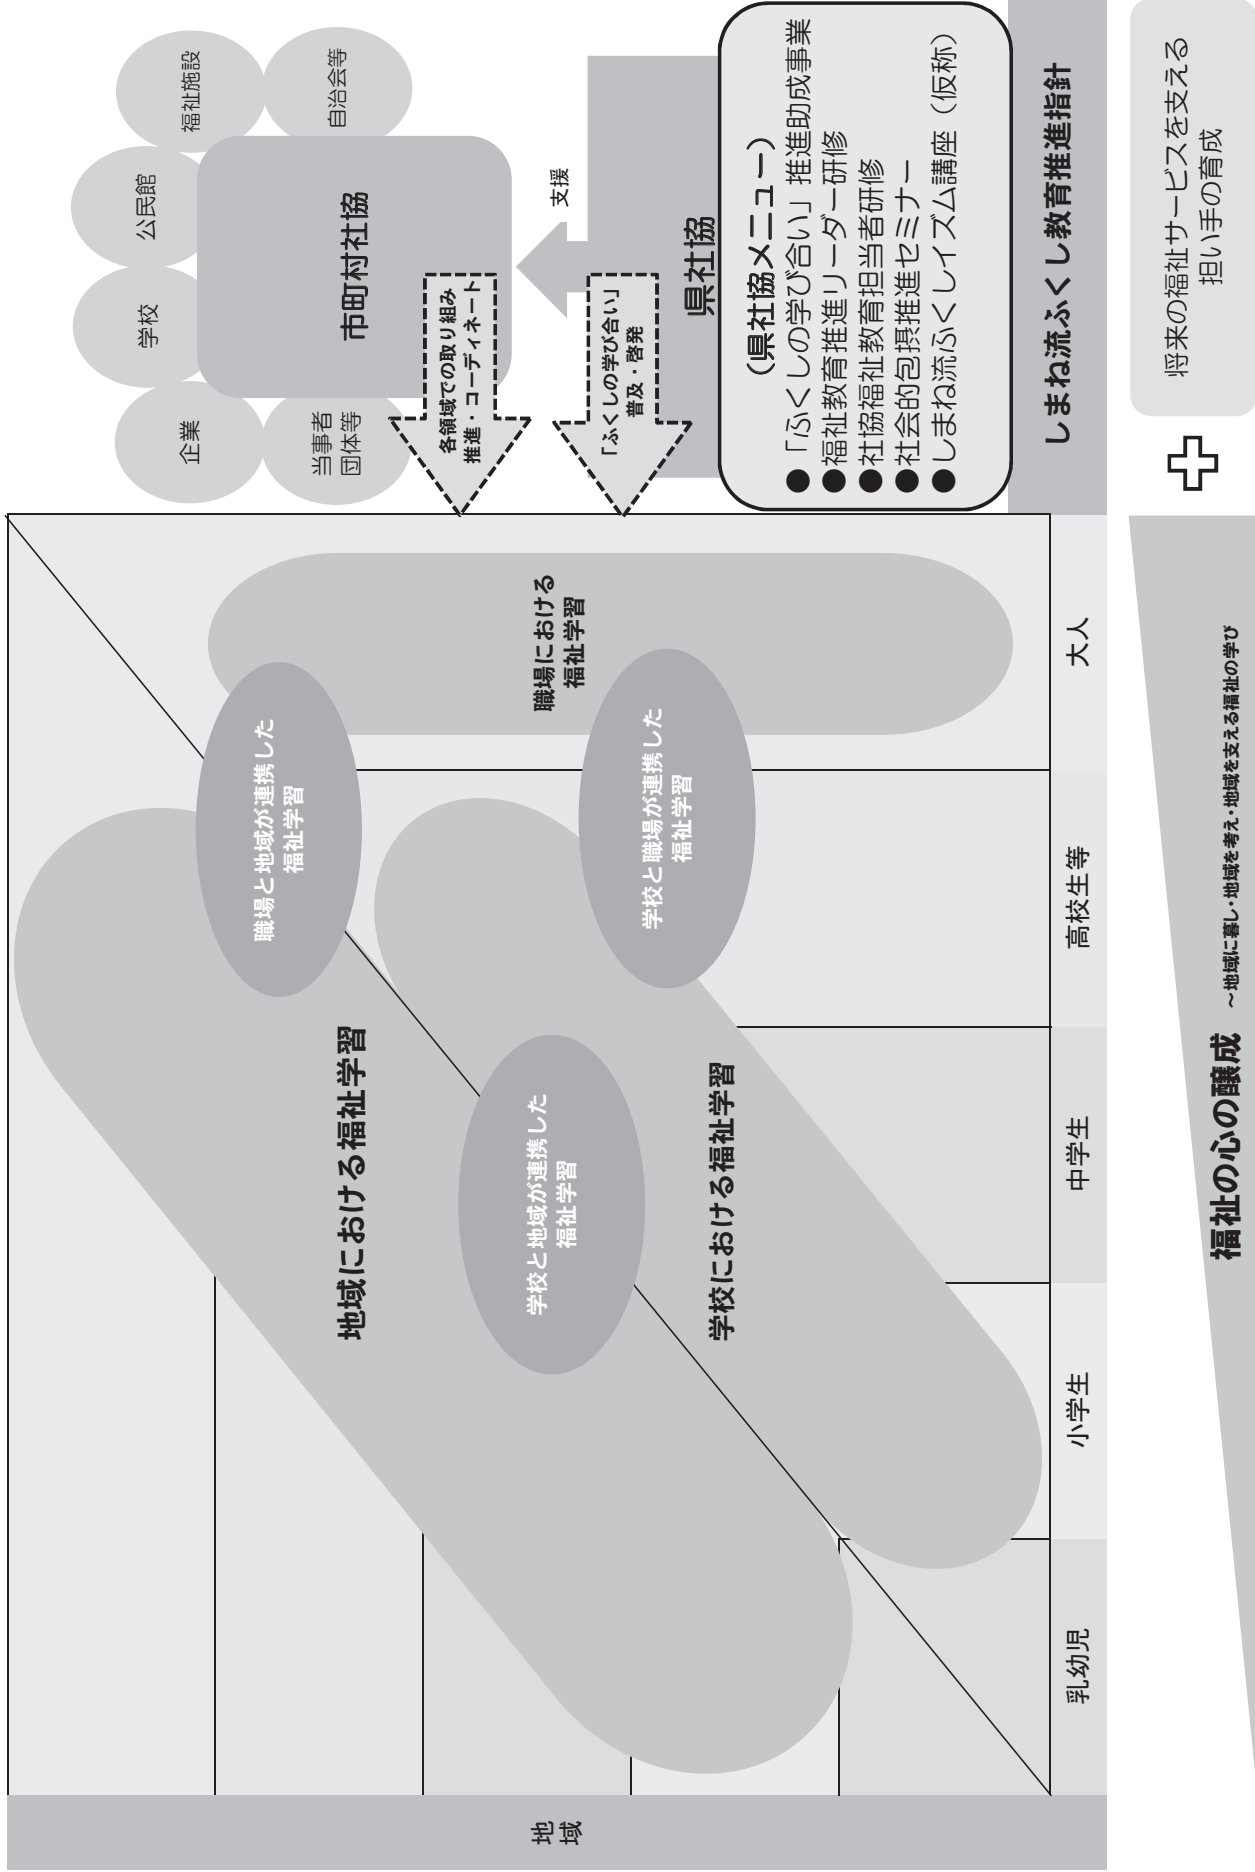 地域
地域における福祉学習
職場と地域が連携した
福祉学習
学校と地域が連携した
福祉学習
職場における
福祉学習
学校と職場が連携した
福祉学習
学校における福祉学習
乳幼児
小学生
中学生
高校生等
大人
企業
学校
公民館
福祉施設
当事者
団体等
自治会等
市町村社協
各領域での取り組み
推進・コーディネート
支援
「ふくしの学び合い」
普及・啓発
県社協
(県社協メニュー)
●「ふくしの学び合い」推進助成事業
●福祉教育推進リーダー研修
●社協福祉教育担当者研修
●社会的包摂推進セミナー
●しまね流ふくしイズム講座（仮称）
しまね流ふくし教育推進指針
福祉の心の醸成 ～地域に暮し・地域を考え・地域を支える福祉の学び
将来の福祉サービスを支える
担い手の育成